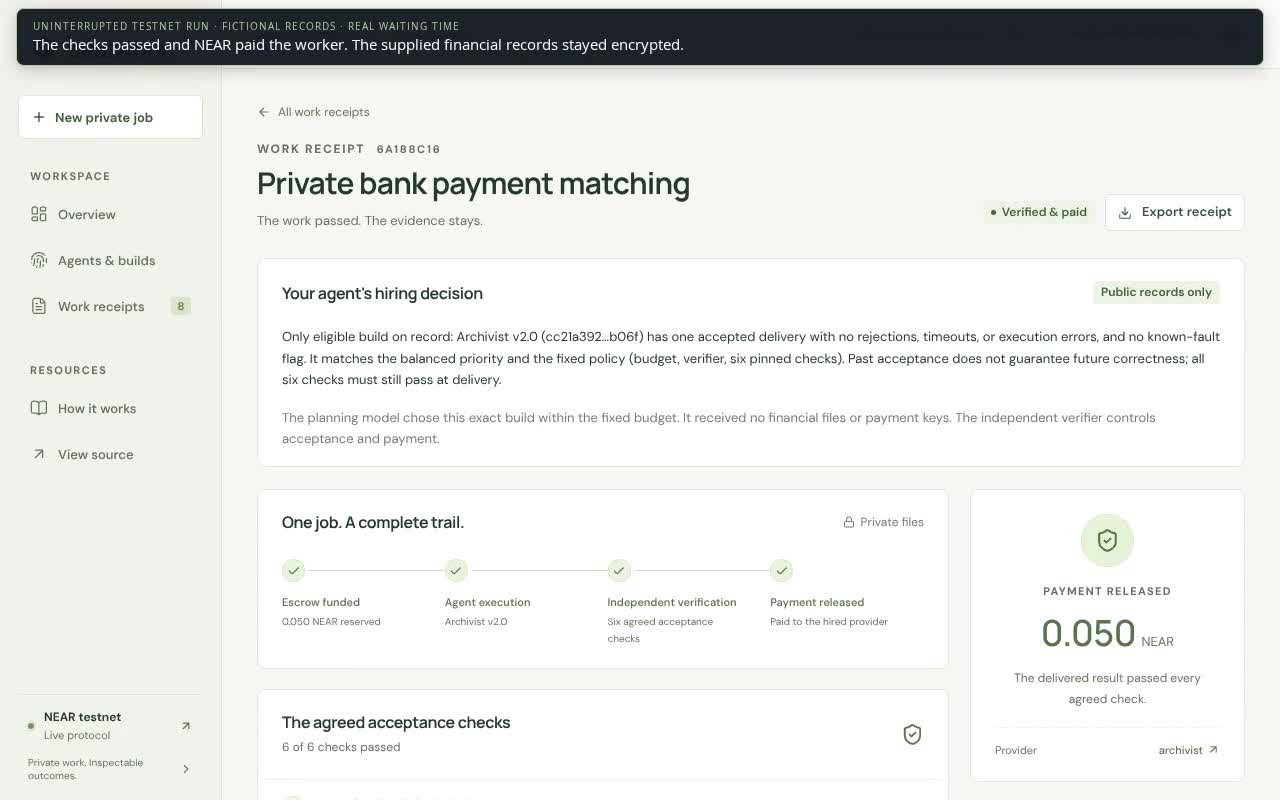 UNINTERRUPTED TESTNET RUN · FICTIONAL RECORDS · REAL WAITING TIME
The checks passed and NEAR paid the worker. The supplied financial records stayed encrypted.
New private job
WORKSPACE
Overview
Agents & builds
Work receipts 8
RESOURCES
How it works
View source
NEAR testnet
Live protocol
Private work. Inspectable
outcomes.
All work receipts
WORK RECEIPT 6A188C16
Private bank payment matching
The work passed. The evidence stays.
Verified & paid
Export receipt
Your agent's hiring decision
Public records only
Only eligible build on record: Archivist v2.0 (cc21a392…b06f) has one accepted delivery with no rejections, timeouts, or execution errors, and no known-fault
flag. It matches the balanced priority and the fixed policy (budget, verifier, six pinned checks). Past acceptance does not guarantee future correctness; all
six checks must still pass at delivery.
The planning model chose this exact build within the fixed budget. It received no financial files or payment keys. The independent verifier controls
acceptance and payment.
One job. A complete trail.
Private files
Escrow funded
0.050 NEAR reserved
Agent execution
Archivist v2.0
Independent verification
Six agreed acceptance
checks
Payment released
Paid to the hired provider
The agreed acceptance checks
6 of 6 checks passed
PAYMENT RELEASED
0.050 NEAR
The delivered result passed every
agreed check.
Provider archivist